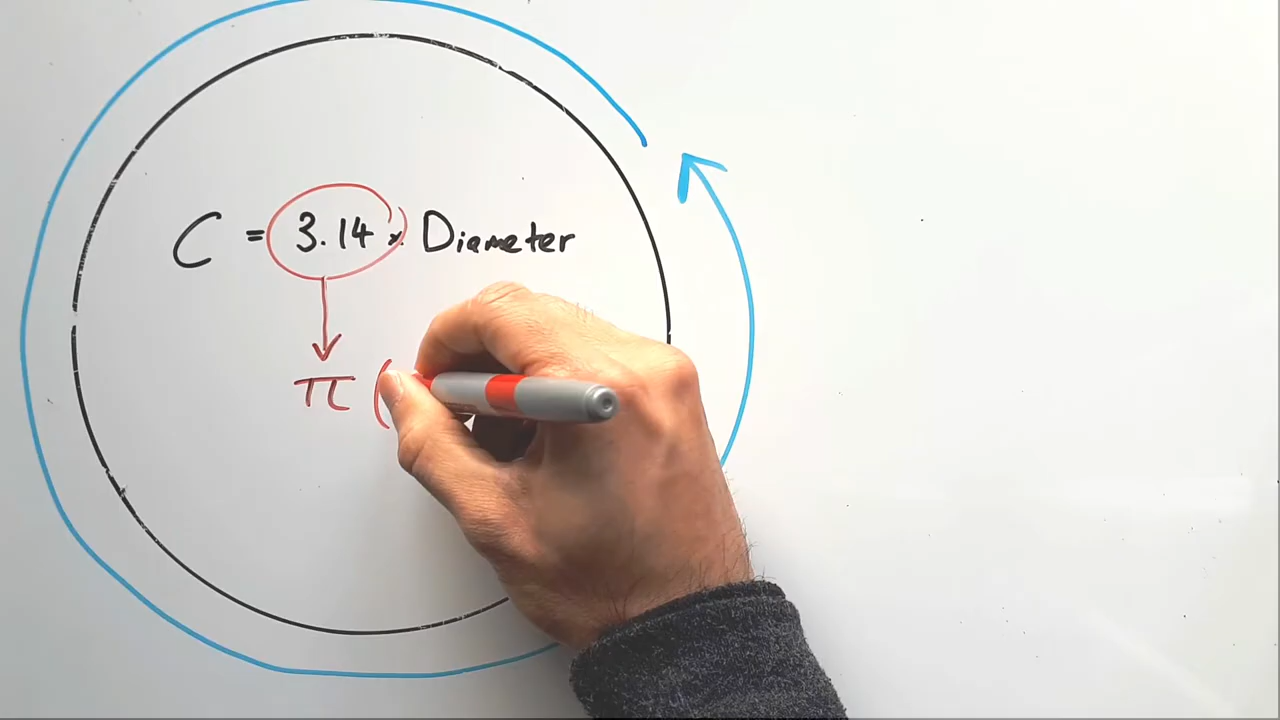 C = 3.14 × Diameter
π (